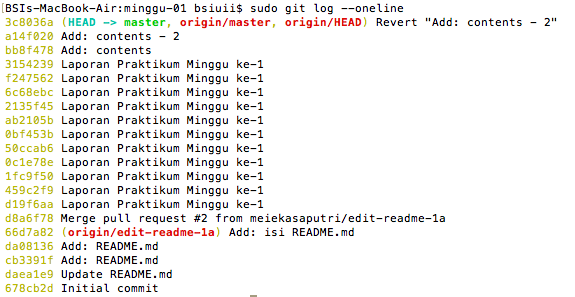 [BSIs-MacBook-Air:minggu-01 bsiuii$ sudo git log --oneline
3c8036a (HEAD -> master, origin/master, origin/HEAD) Revert "Add: contents - 2"
a14f020 Add: contents - 2
bb8f478 Add: contents
3154239 Laporan Praktikum Minggu ke-1
f247562 Laporan Praktikum Minggu ke-1
6c68ebc Laporan Praktikum Minggu ke-1
2135f45 Laporan Praktikum Minggu ke-1
ab2105b Laporan Praktikum Minggu ke-1
0bf453b Laporan Praktikum Minggu ke-1
50ccab6 Laporan Praktikum Minggu ke-1
0c1e78e Laporan Praktikum Minggu ke-1
1fc9f50 Laporan Praktikum Minggu ke-1
459c2f9 Laporan Praktikum Minggu ke-1
d19f6aa Laporan Praktikum Minggu ke-1
d8a6f78 Merge pull request #2 from meiekasaputri/edit-readme-1a
66d7a82 (origin/edit-readme-1a) Add: isi README.md
da08136 Add: README.md
cb3391f Add: README.md
daea1e9 Update README.md
678cb2d Initial commit